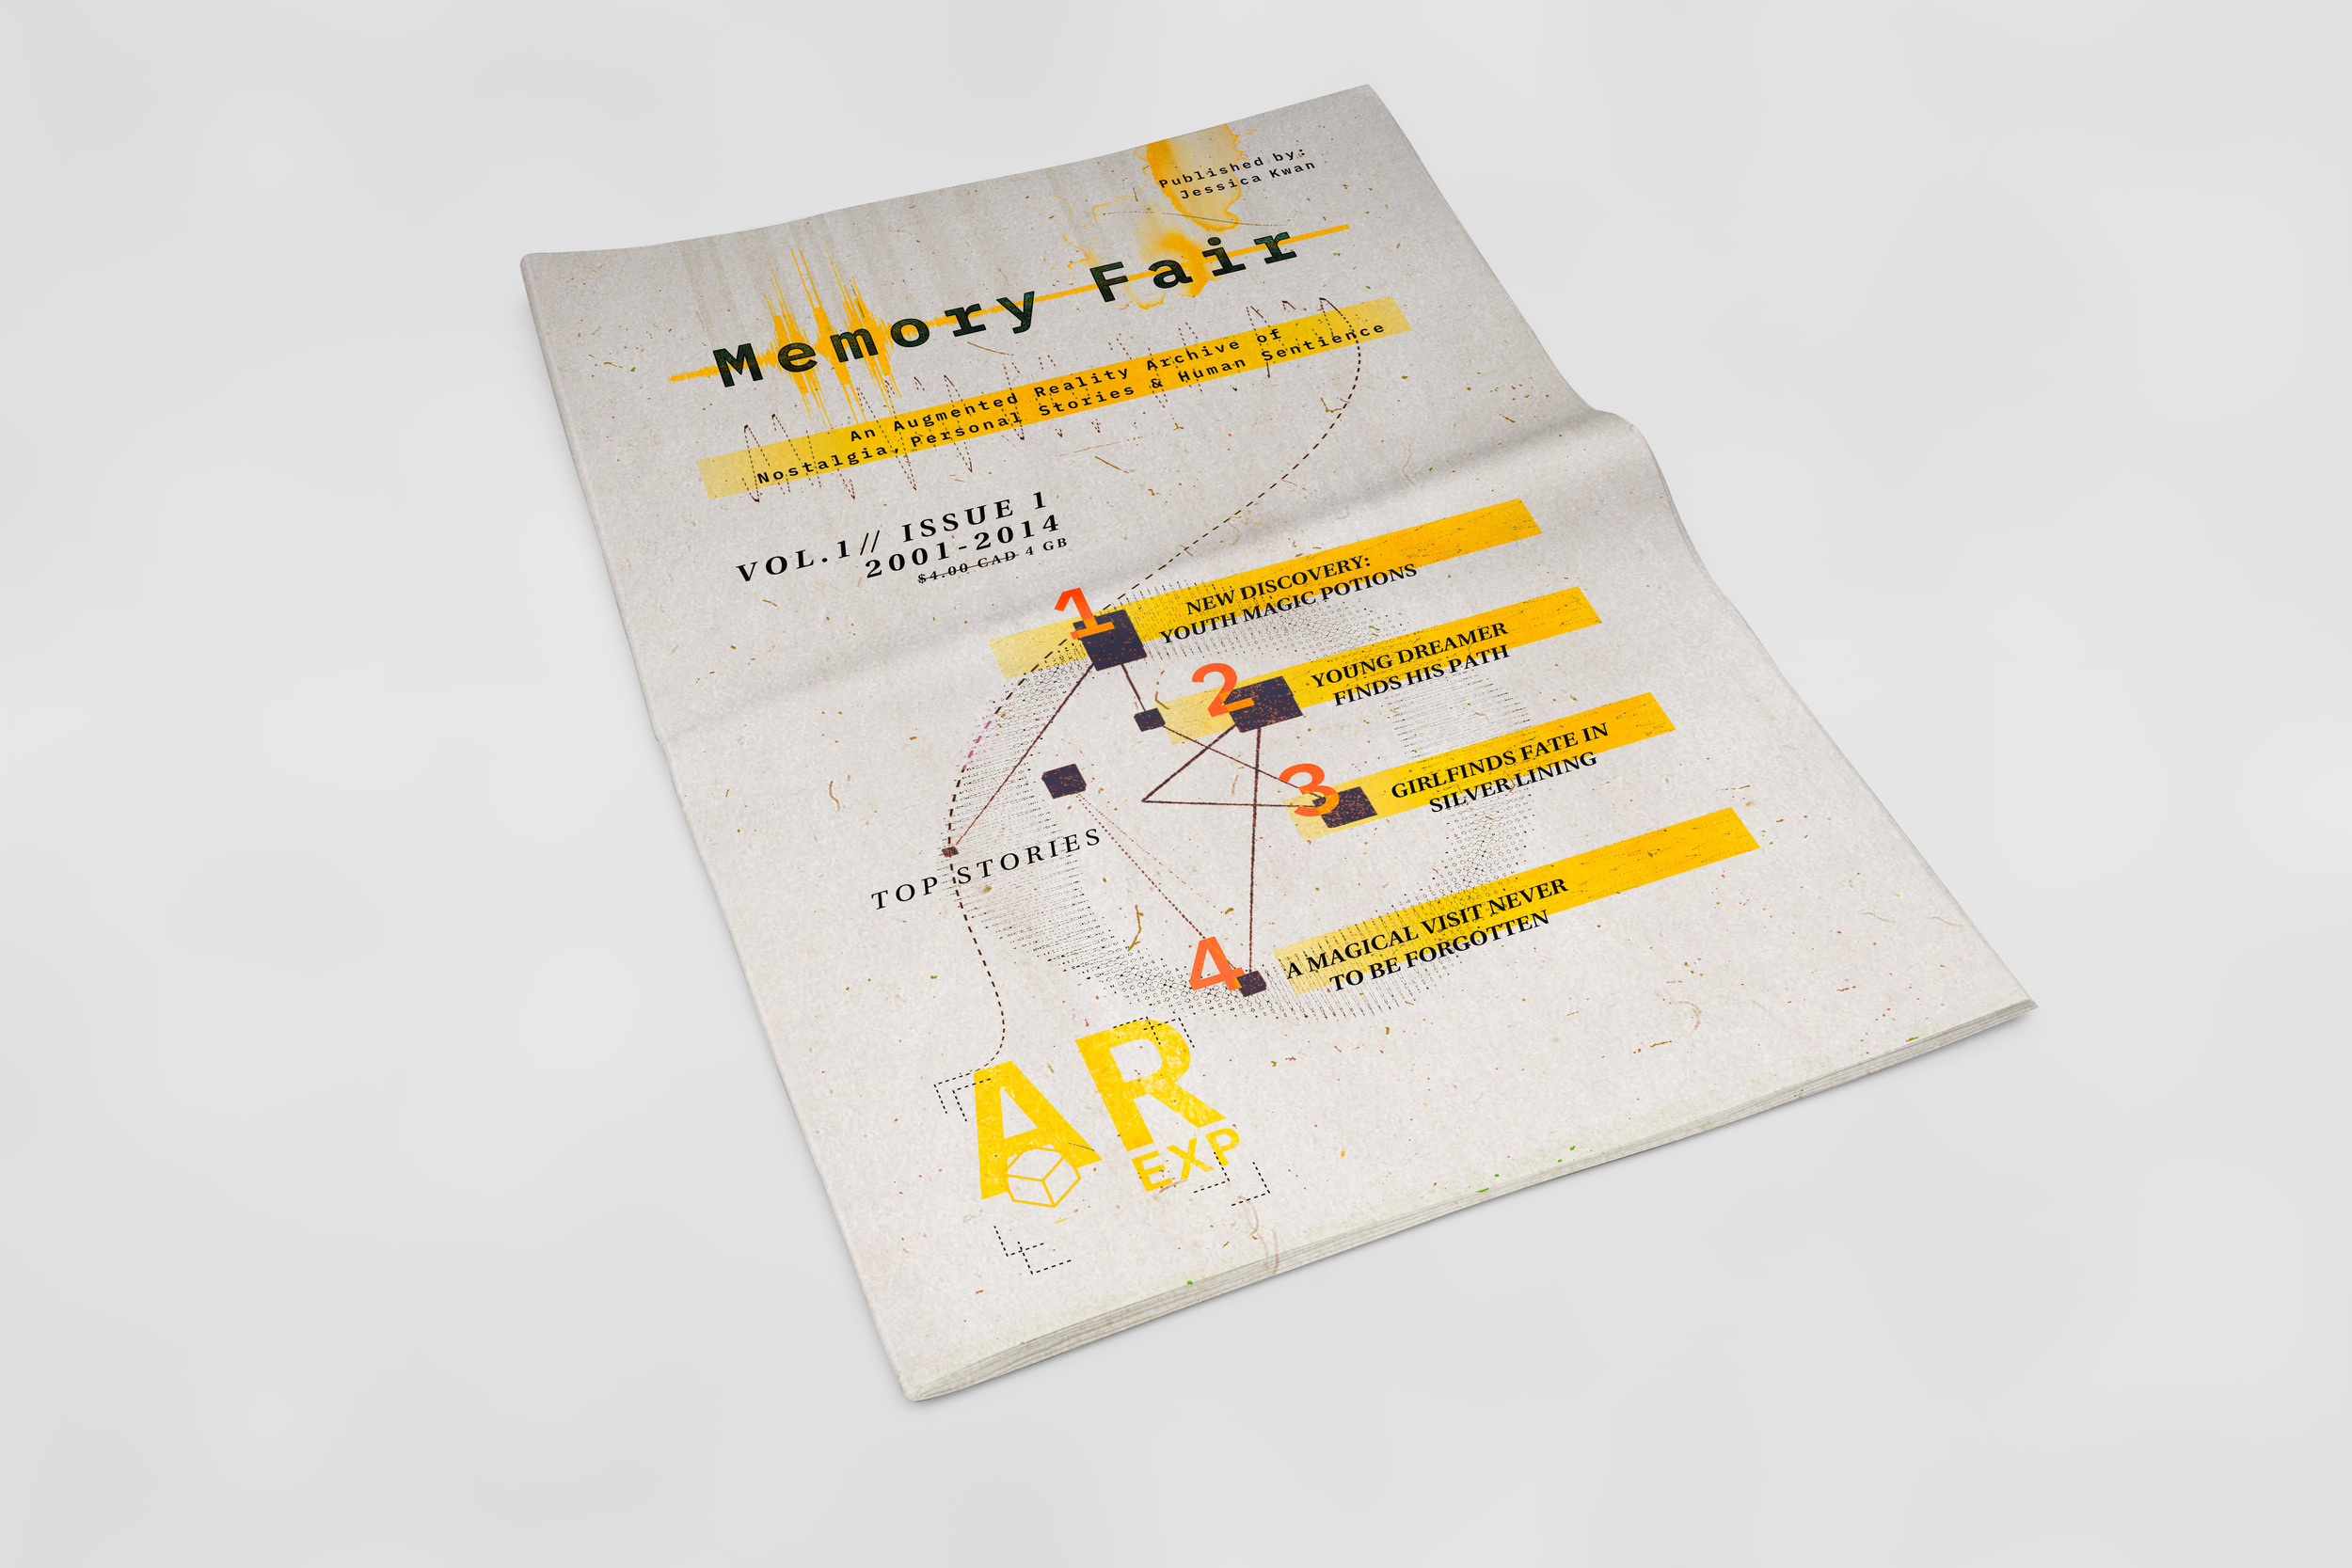 Published by:
Jessica Kwan
Memory Fair
An Augmented Reality Archive of
Nostalgia, Personal Stories & Human Sentience
VOL.1// ISSUE 1
2001-2014
$4.00 CAD 4 GB
1
NEW DISCOVERY:
YOUTH MAGIC POTIONS
2
YOUNG DREAMER
FINDS HIS PATH
3
GIRLFINDS FATE IN
SILVER LINING
TOP STORIES
4
A MAGICAL VISIT NEVER
TO BE FORGOTTEN
AR
EXP